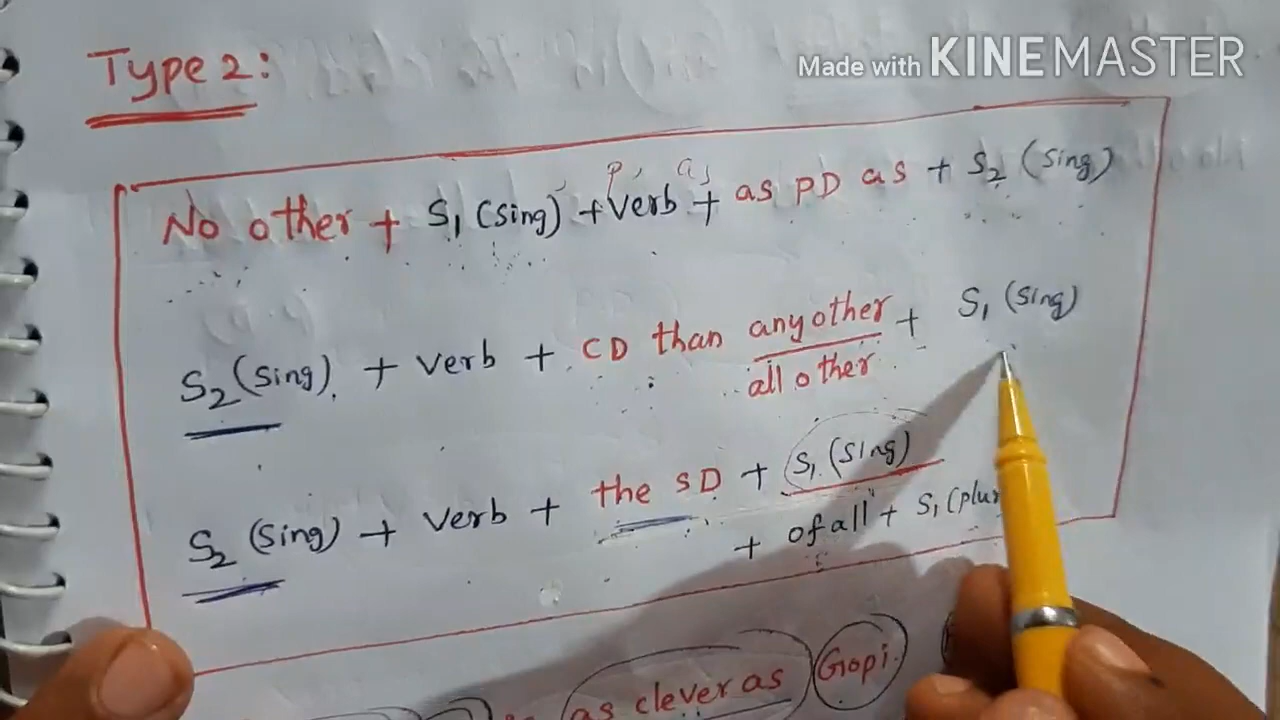 Type 2:
Made with KINEMASTER
No other + S₁ (sing) + verb + as PD as + S₂ (sing)
S₂ (sing) + verb + CD than any other + S₁ (sing)
all other
S₂ (sing) + verb + the SD + S₁ (sing)
+ of all + S₁ (plur
as clever as Gopi.